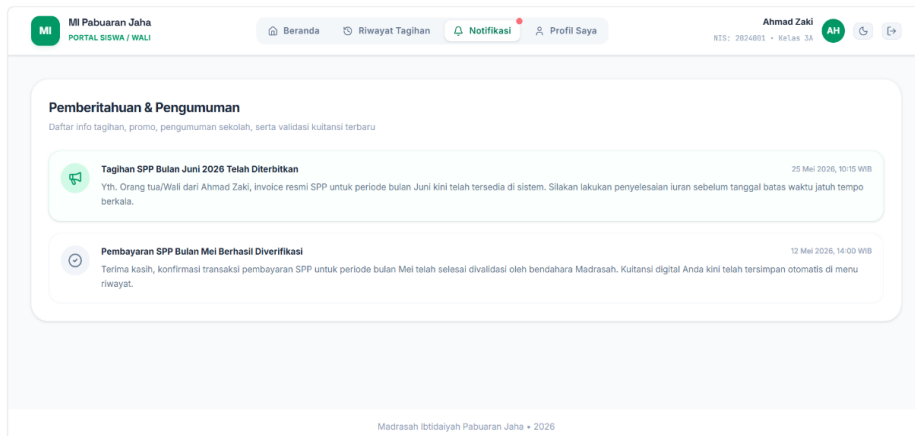 MI
MI Pabuaran Jaha
PORTAL SISWA / WALI
Beranda
Riwayat Tagihan
Notifikasi
Profil Saya
Ahmad Zaki
NIS: 2024001 • Kelas 3A
AH
Pemberitahuan & Pengumuman
Daftar info tagihan, promo, pengumuman sekolah, serta validasi kuitansi terbaru
Tagihan SPP Bulan Juni 2026 Telah Diterbitkan
25 Mei 2026, 10:15 WIB
Yth. Orang tua/Wali dari Ahmad Zaki, invoice resmi SPP untuk periode bulan Juni kini telah tersedia di sistem. Silakan lakukan penyelesaian iuran sebelum tanggal batas waktu jatuh tempo
berkala.
Pembayaran SPP Bulan Mei Berhasil Diverifikasi
12 Mei 2026, 14:00 WIB
Terima kasih, konfirmasi transaksi pembayaran SPP untuk periode bulan Mei telah selesai divalidasi oleh bendahara Madrasah. Kuitansi digital Anda kini telah tersimpan otomatis di menu
riwayat.
Madrasah Ibtidaiyah Pabuaran Jaha • 2026